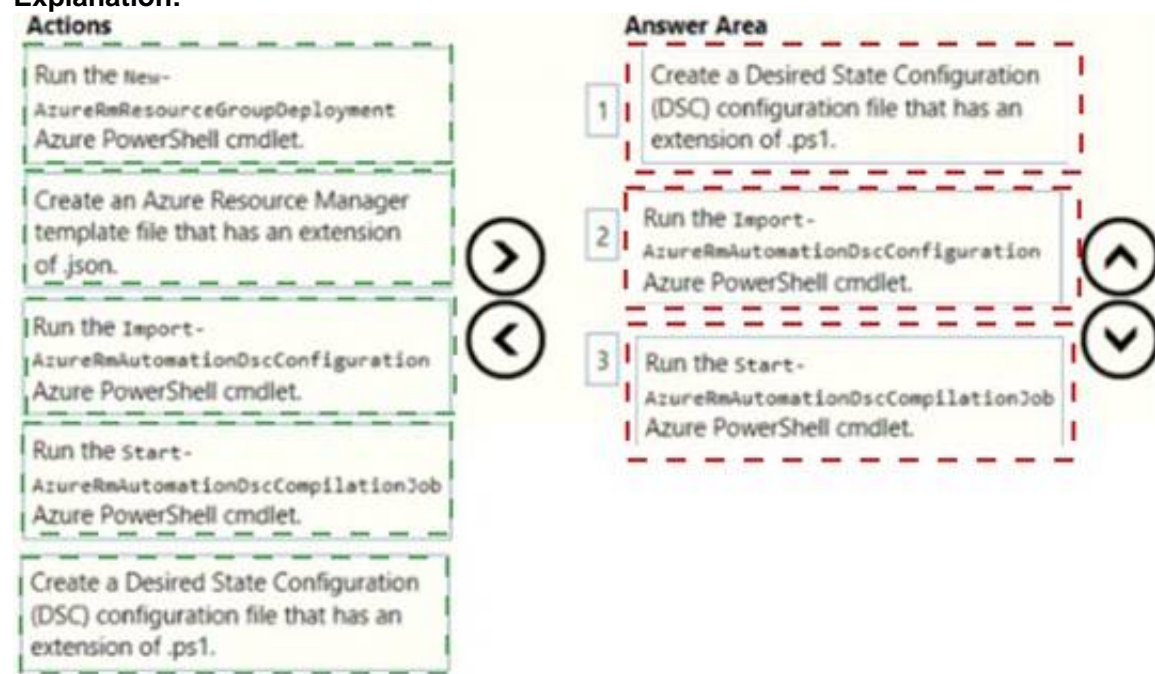 Explanation:
Actions
Run the New-
AzureRmResourceGroupDeployment
Azure PowerShell cmdlet.
Create an Azure Resource Manager
template file that has an extension
of .json.
Run the Import-
AzureRmAutomationDscConfiguration
Azure PowerShell cmdlet.
Run the Start-
AzureRmAutomationDscCompilationJob
Azure PowerShell cmdlet.
Create a Desired State Configuration
(DSC) configuration file that has an
extension of .ps1.
Answer Area
1
Create a Desired State Configuration
(DSC) configuration file that has an
extension of .ps1.
2
Run the Import-
AzureRmAutomationDscConfiguration
Azure PowerShell cmdlet.
3
Run the Start-
AzureRmAutomationDscCompilationJob
Azure PowerShell cmdlet.